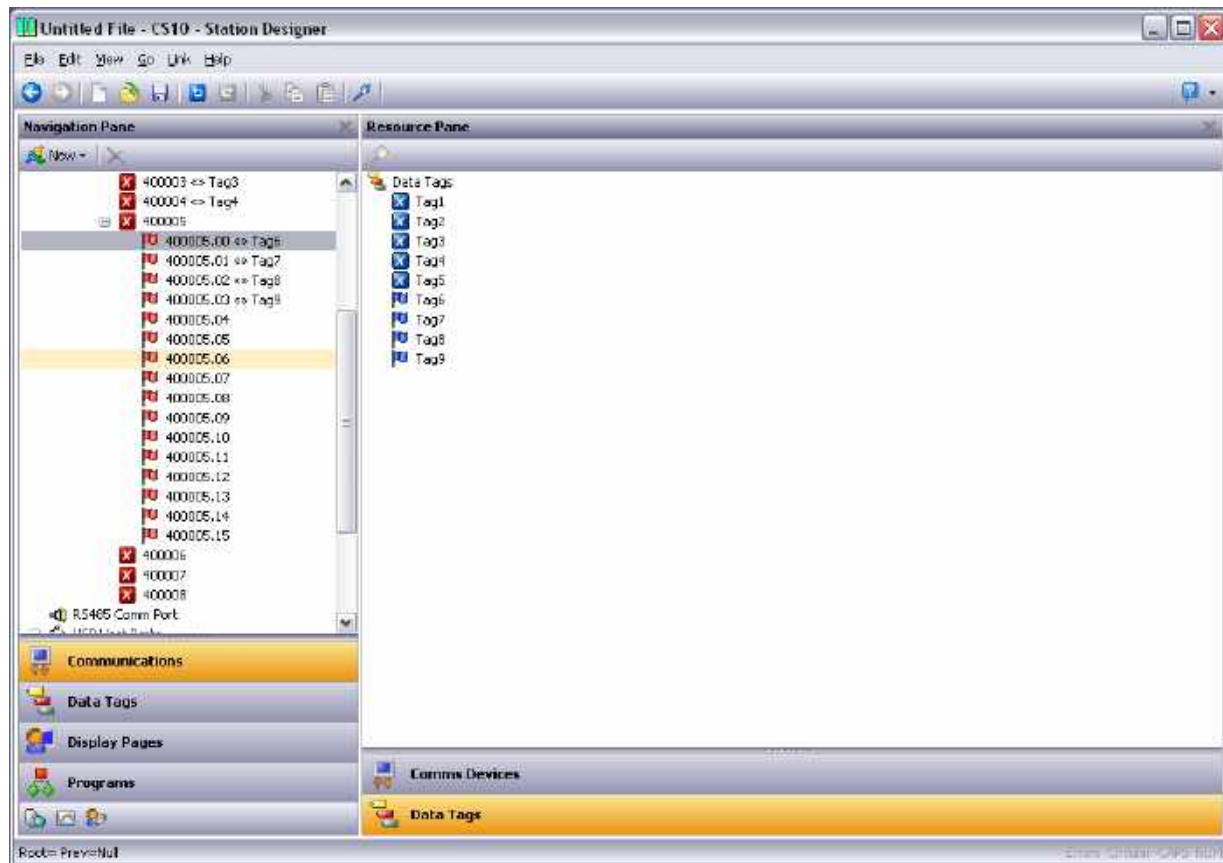 Untitled File - CS10 - Station Designer
File Edit View Go Link Help
Navigation Pane
Resource Pane
New
400003 <> Tag3
400004 <> Tag4
400005
400005.00 <> Tag6
400005.01 <> Tag7
400005.02 <> Tag8
400005.03 <> Tag9
400005.04
400005.05
400005.06
400005.07
400005.08
400005.09
400005.10
400005.11
400005.12
400005.13
400005.14
400005.15
400006
400007
400008
RS485 Comm Port
Data Tags
Tag1
Tag2
Tag3
Tag4
Tag5
Tag6
Tag7
Tag8
Tag9
Communications
Data Tags
Display Pages
Programs
Comms Devices
Data Tags
Root= Prev=Null